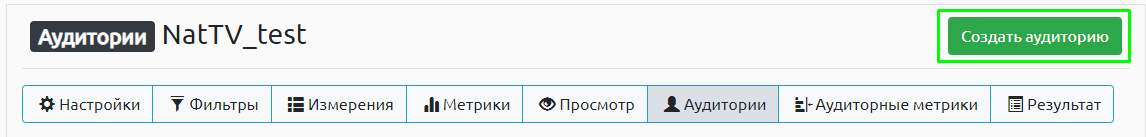 Аудитории NatTV_test Создать аудиторию
Настройки Фильтры Измерения Метрики Просмотр Аудитории Аудиторные метрики Результат